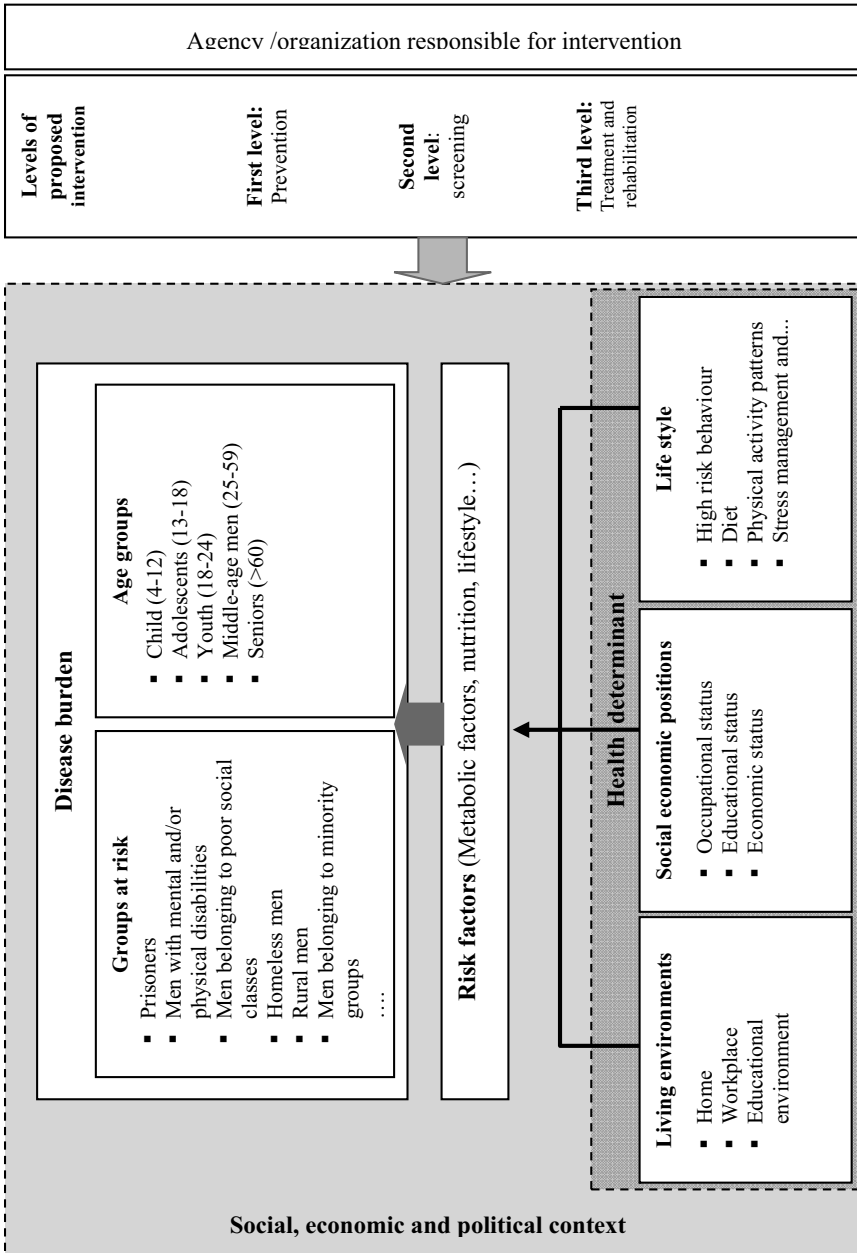 Agency /organization responsible for intervention
Levels of
proposed
intervention
First level:
Prevention
Second
level:
screening
Third level:
Treatment and
rehabilitation
Disease burden
Groups at risk
▪ Prisoners
▪ Men with mental and/or
physical disabilities
▪ Men belonging to poor social
classes
▪ Homeless men
▪ Rural men
▪ Men belonging to minority
groups
….
Age groups
▪ Child (4-12)
▪ Adolescents (13-18)
▪ Youth (18-24)
▪ Middle-age men (25-59)
▪ Seniors (>60)
Risk factors (Metabolic factors, nutrition, lifestyle…)
Health determinant
Living environments
▪ Home
▪ Workplace
▪ Educational
environment
Social economic positions
▪ Occupational status
▪ Educational status
▪ Economic status
Life style
▪ High risk behaviour
▪ Diet
▪ Physical activity patterns
▪ Stress management and...
Social, economic and political context